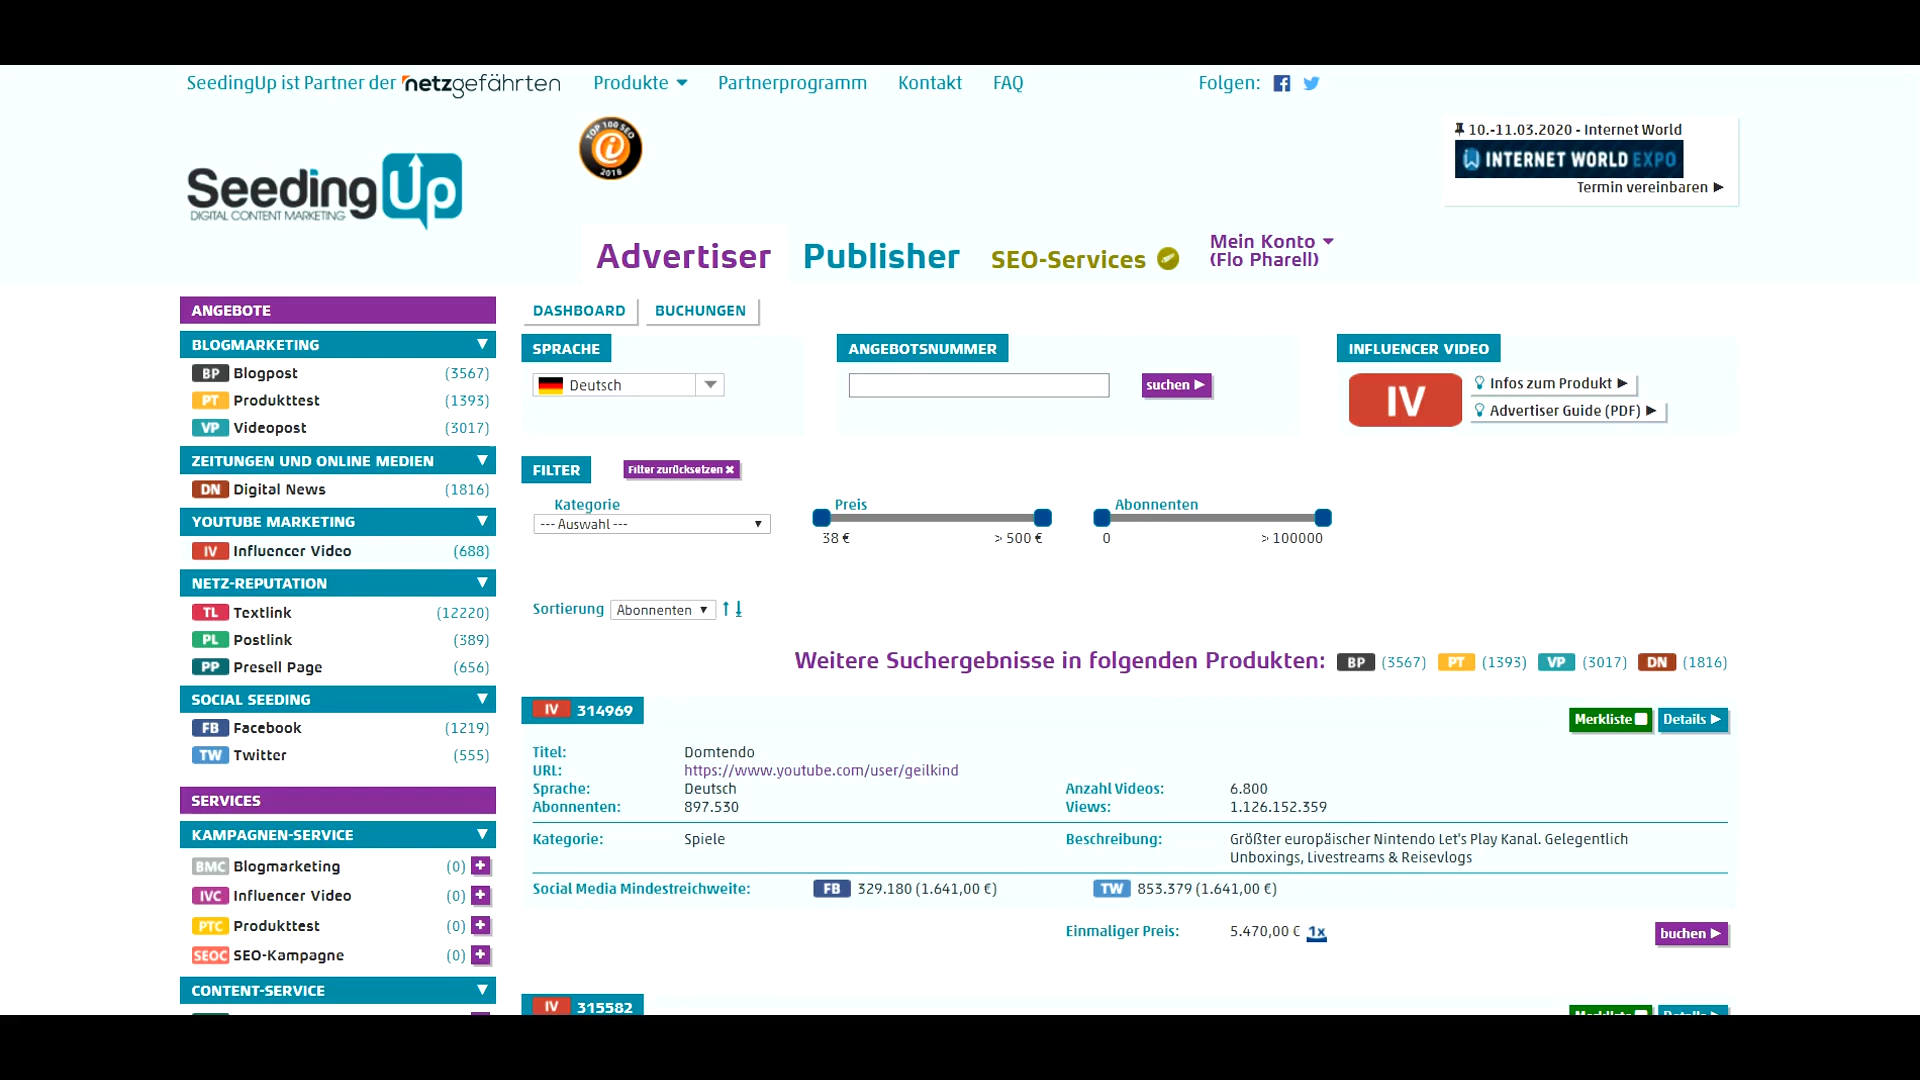 SeedingUp ist Partner der netzgefährten Produkte Partnerprogramm Kontakt FAQ Folgen:
TOP 100 SEO
2018
10.-11.03.2020 - Internet World
INTERNET WORLD EXPO
Termin vereinbaren
SeedingUp
DIGITAL CONTENT MARKETING
Advertiser Publisher SEO-Services Mein Konto
(Flo Pharell)
ANGEBOTE
BLOGMARKETING
BP Blogpost (3567)
PT Produkttest (1393)
VP Videopost (3017)
ZEITUNGEN UND ONLINE MEDIEN
DN Digital News (1816)
YOUTUBE MARKETING
IV Influencer Video (688)
NETZ-REPUTATION
TL Textlink (12220)
PL Postlink (389)
PP Presell Page (656)
SOCIAL SEEDING
FB Facebook (1219)
TW Twitter (555)
SERVICES
KAMPAGNEN-SERVICE
BMC Blogmarketing (0) +
IVC Influencer Video (0) +
PTC Produkttest (0) +
SEOC SEO-Kampagne (0) +
CONTENT-SERVICE
DASHBOARD BUCHUNGEN
SPRACHE
Deutsch
ANGEBOTSNUMMER
suchen
INFLUENCER VIDEO
IV
Infos zum Produkt
Advertiser Guide (PDF)
FILTER Filter zurücksetzen
Kategorie Preis Abonnenten
--- Auswahl ---
38 € > 500 € 0 > 100000
Sortierung Abonnenten
Weitere Suchergebnisse in folgenden Produkten: BP (3567) PT (1393) VP (3017) DN (1816)
IV 314969
Merkliste Details
Titel: Domtendo
URL: https://www.youtube.com/user/geilkind
Sprache: Deutsch Anzahl Videos: 6.800
Abonnenten: 897.530 Views: 1.126.152.359
Kategorie: Spiele Beschreibung: Größter europäischer Nintendo Let's Play Kanal. Gelegentlich
Unboxings, Livestreams & Reisevlogs
Social Media Mindestreichweite: FB 329.180 (1.641,00 €) TW 853.379 (1.641,00 €)
Einmaliger Preis: 5.470,00 € 1x
buchen
IV 315582
Merkliste Details